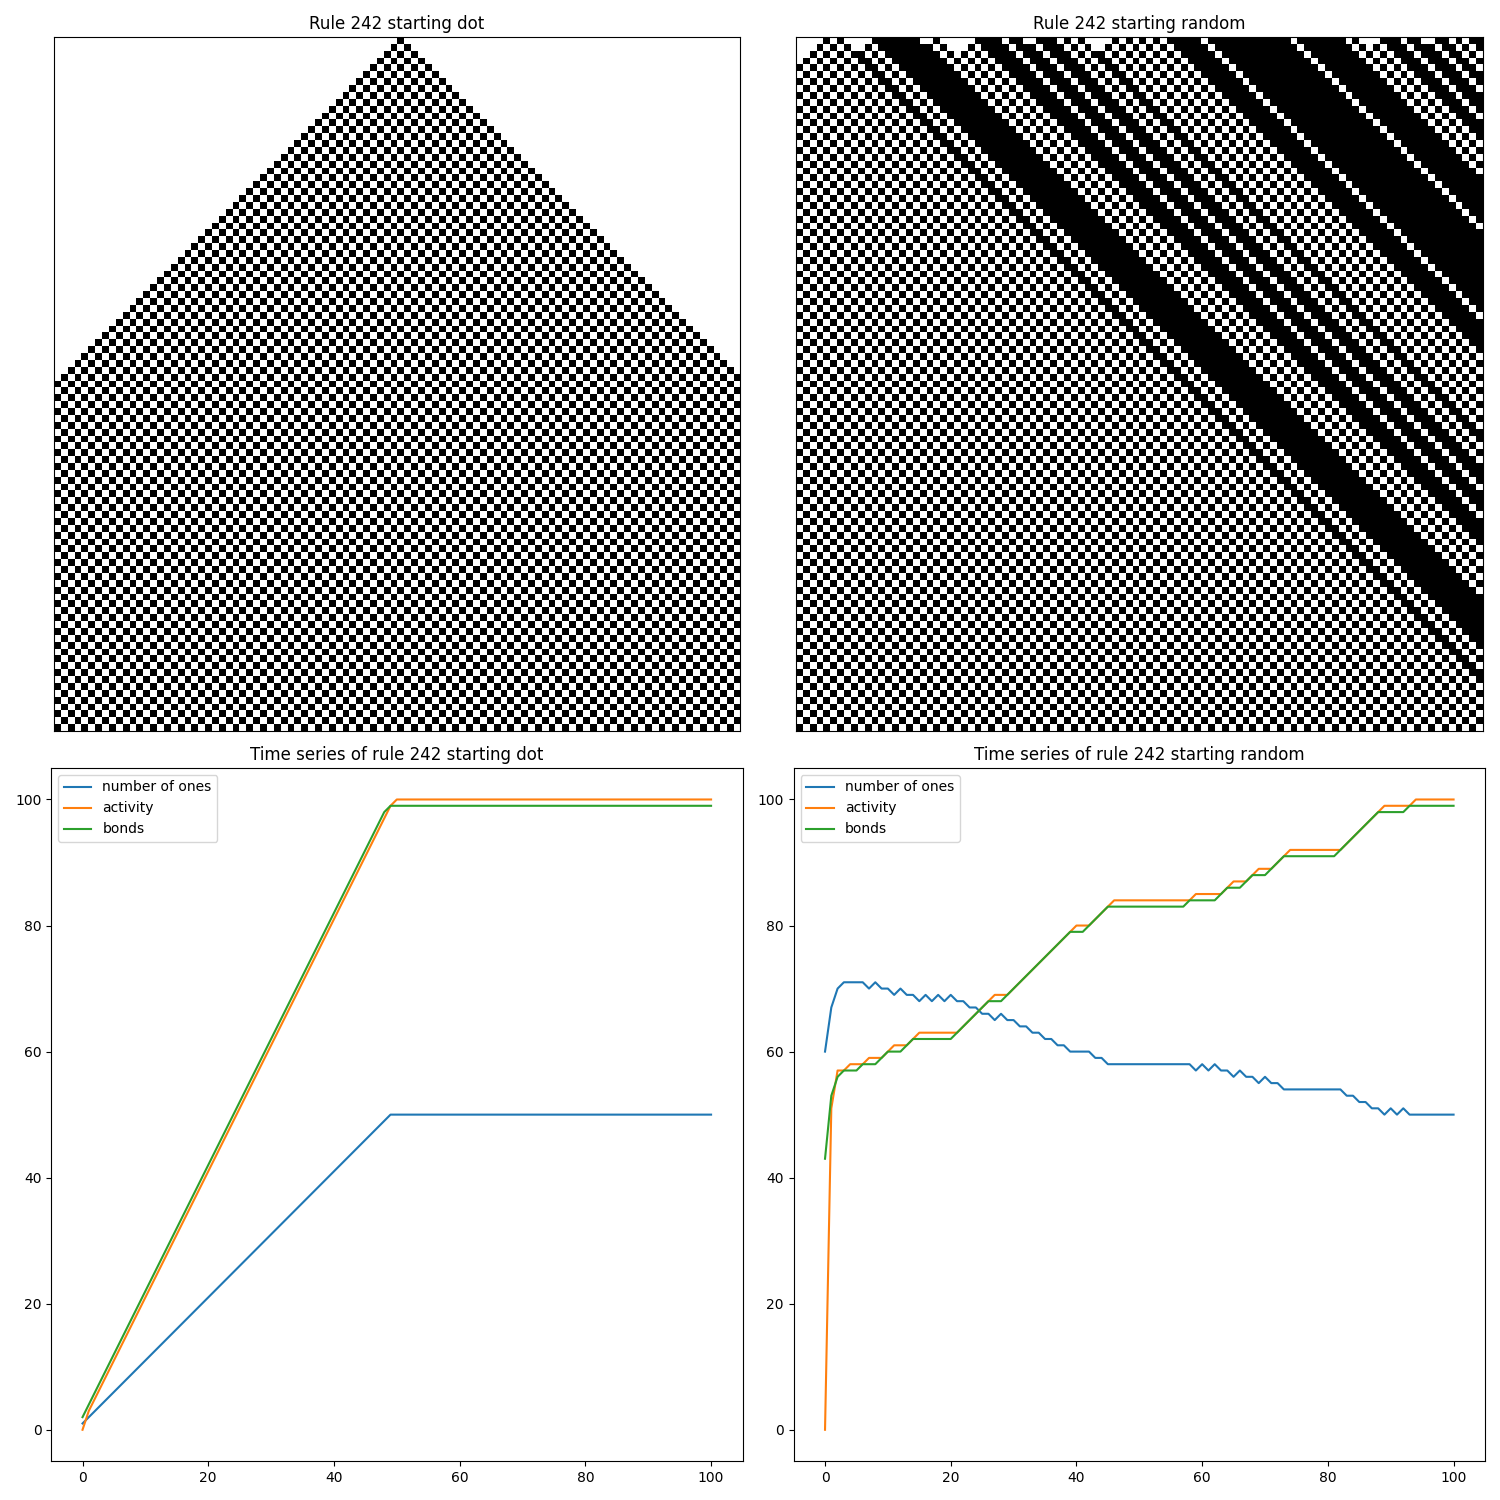 Rule 242 starting dot
Rule 242 starting random
Time series of rule 242 starting dot
number of ones
activity
bonds
100
80
60
40
20
0
0 20 40 60 80 100
Time series of rule 242 starting random
number of ones
activity
bonds
100
80
60
40
20
0
0 20 40 60 80 100